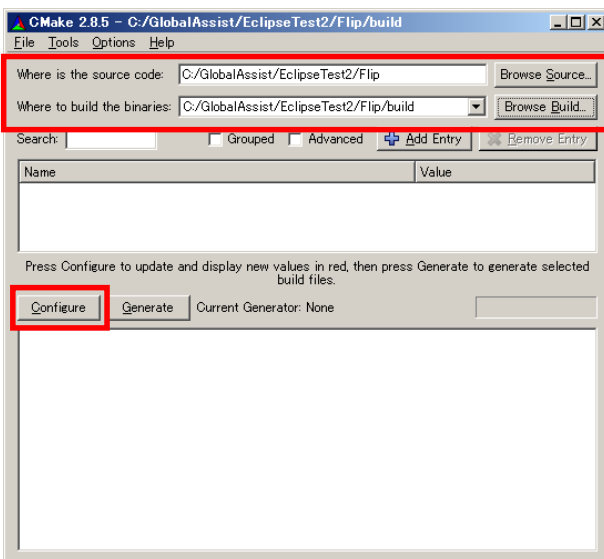 CMake 2.8.5 - C:/GlobalAssist/EclipseTest2/Flip/build
File Tools Options Help
Where is the source code: C:/GlobalAssist/EclipseTest2/Flip Browse Source...
Where to build the binaries: C:/GlobalAssist/EclipseTest2/Flip/build Browse Build...
Search: Grouped Advanced Add Entry Remove Entry
Name Value
Press Configure to update and display new values in red, then press Generate to generate selected
build files.
Configure Generate Current Generator: None